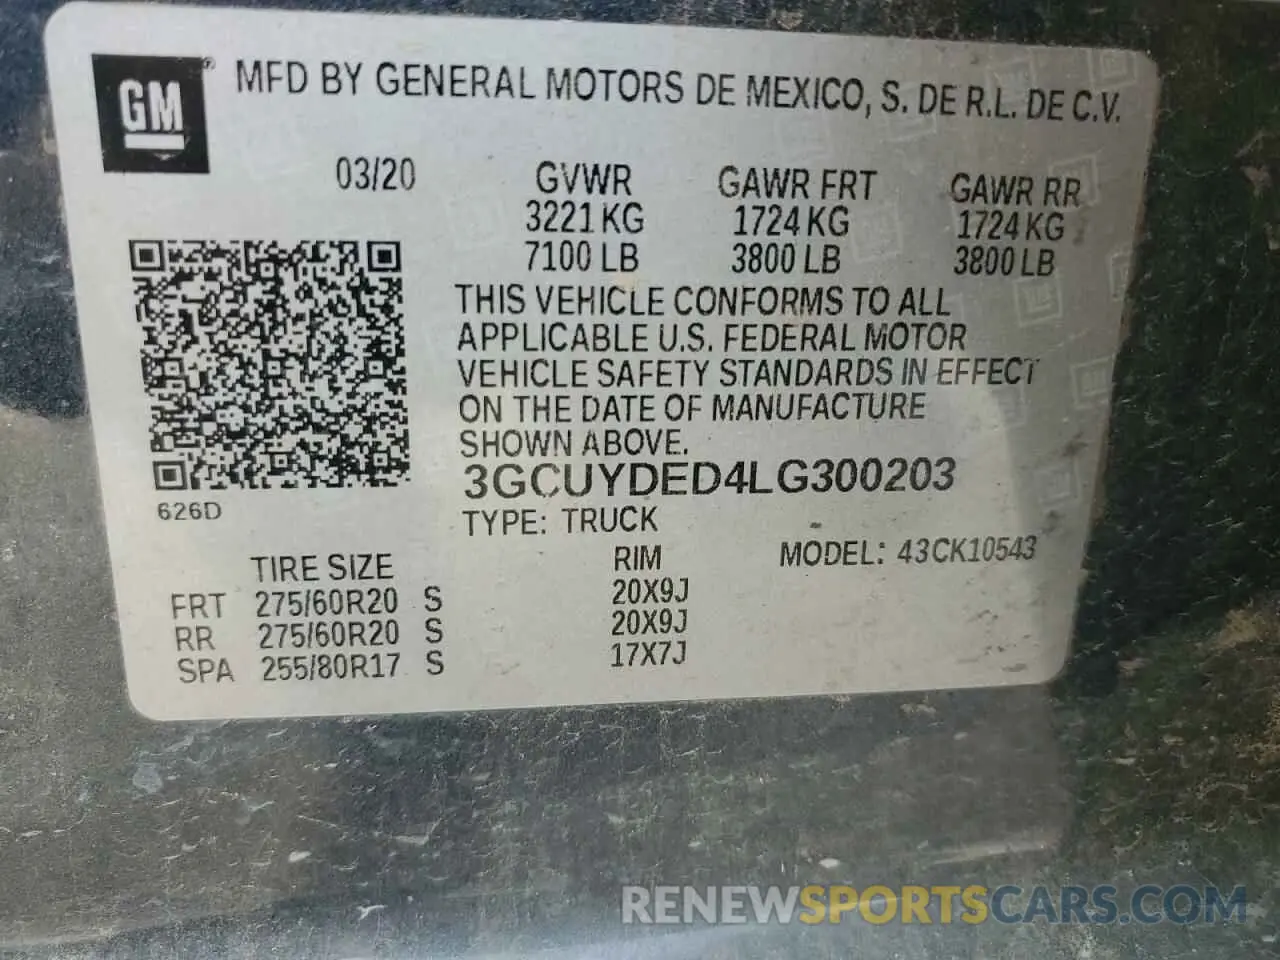 GM® MFD BY GENERAL MOTORS DE MEXICO, S. DE R.L. DE C.V.
03/20 GVWR GAWR FRT GAWR RR
3221 KG 1724 KG 1724 KG
7100 LB 3800 LB 3800 LB
THIS VEHICLE CONFORMS TO ALL
APPLICABLE U.S. FEDERAL MOTOR
VEHICLE SAFETY STANDARDS IN EFFECT
ON THE DATE OF MANUFACTURE
SHOWN ABOVE.
3GCUYDED4LG300203
626D
TYPE: TRUCK
TIRE SIZE RIM MODEL: 43CK10543
FRT 275/60R20 S 20X9J
RR 275/60R20 S 20X9J
SPA 255/80R17 S 17X7J
RENEWSPORTSCARS.COM